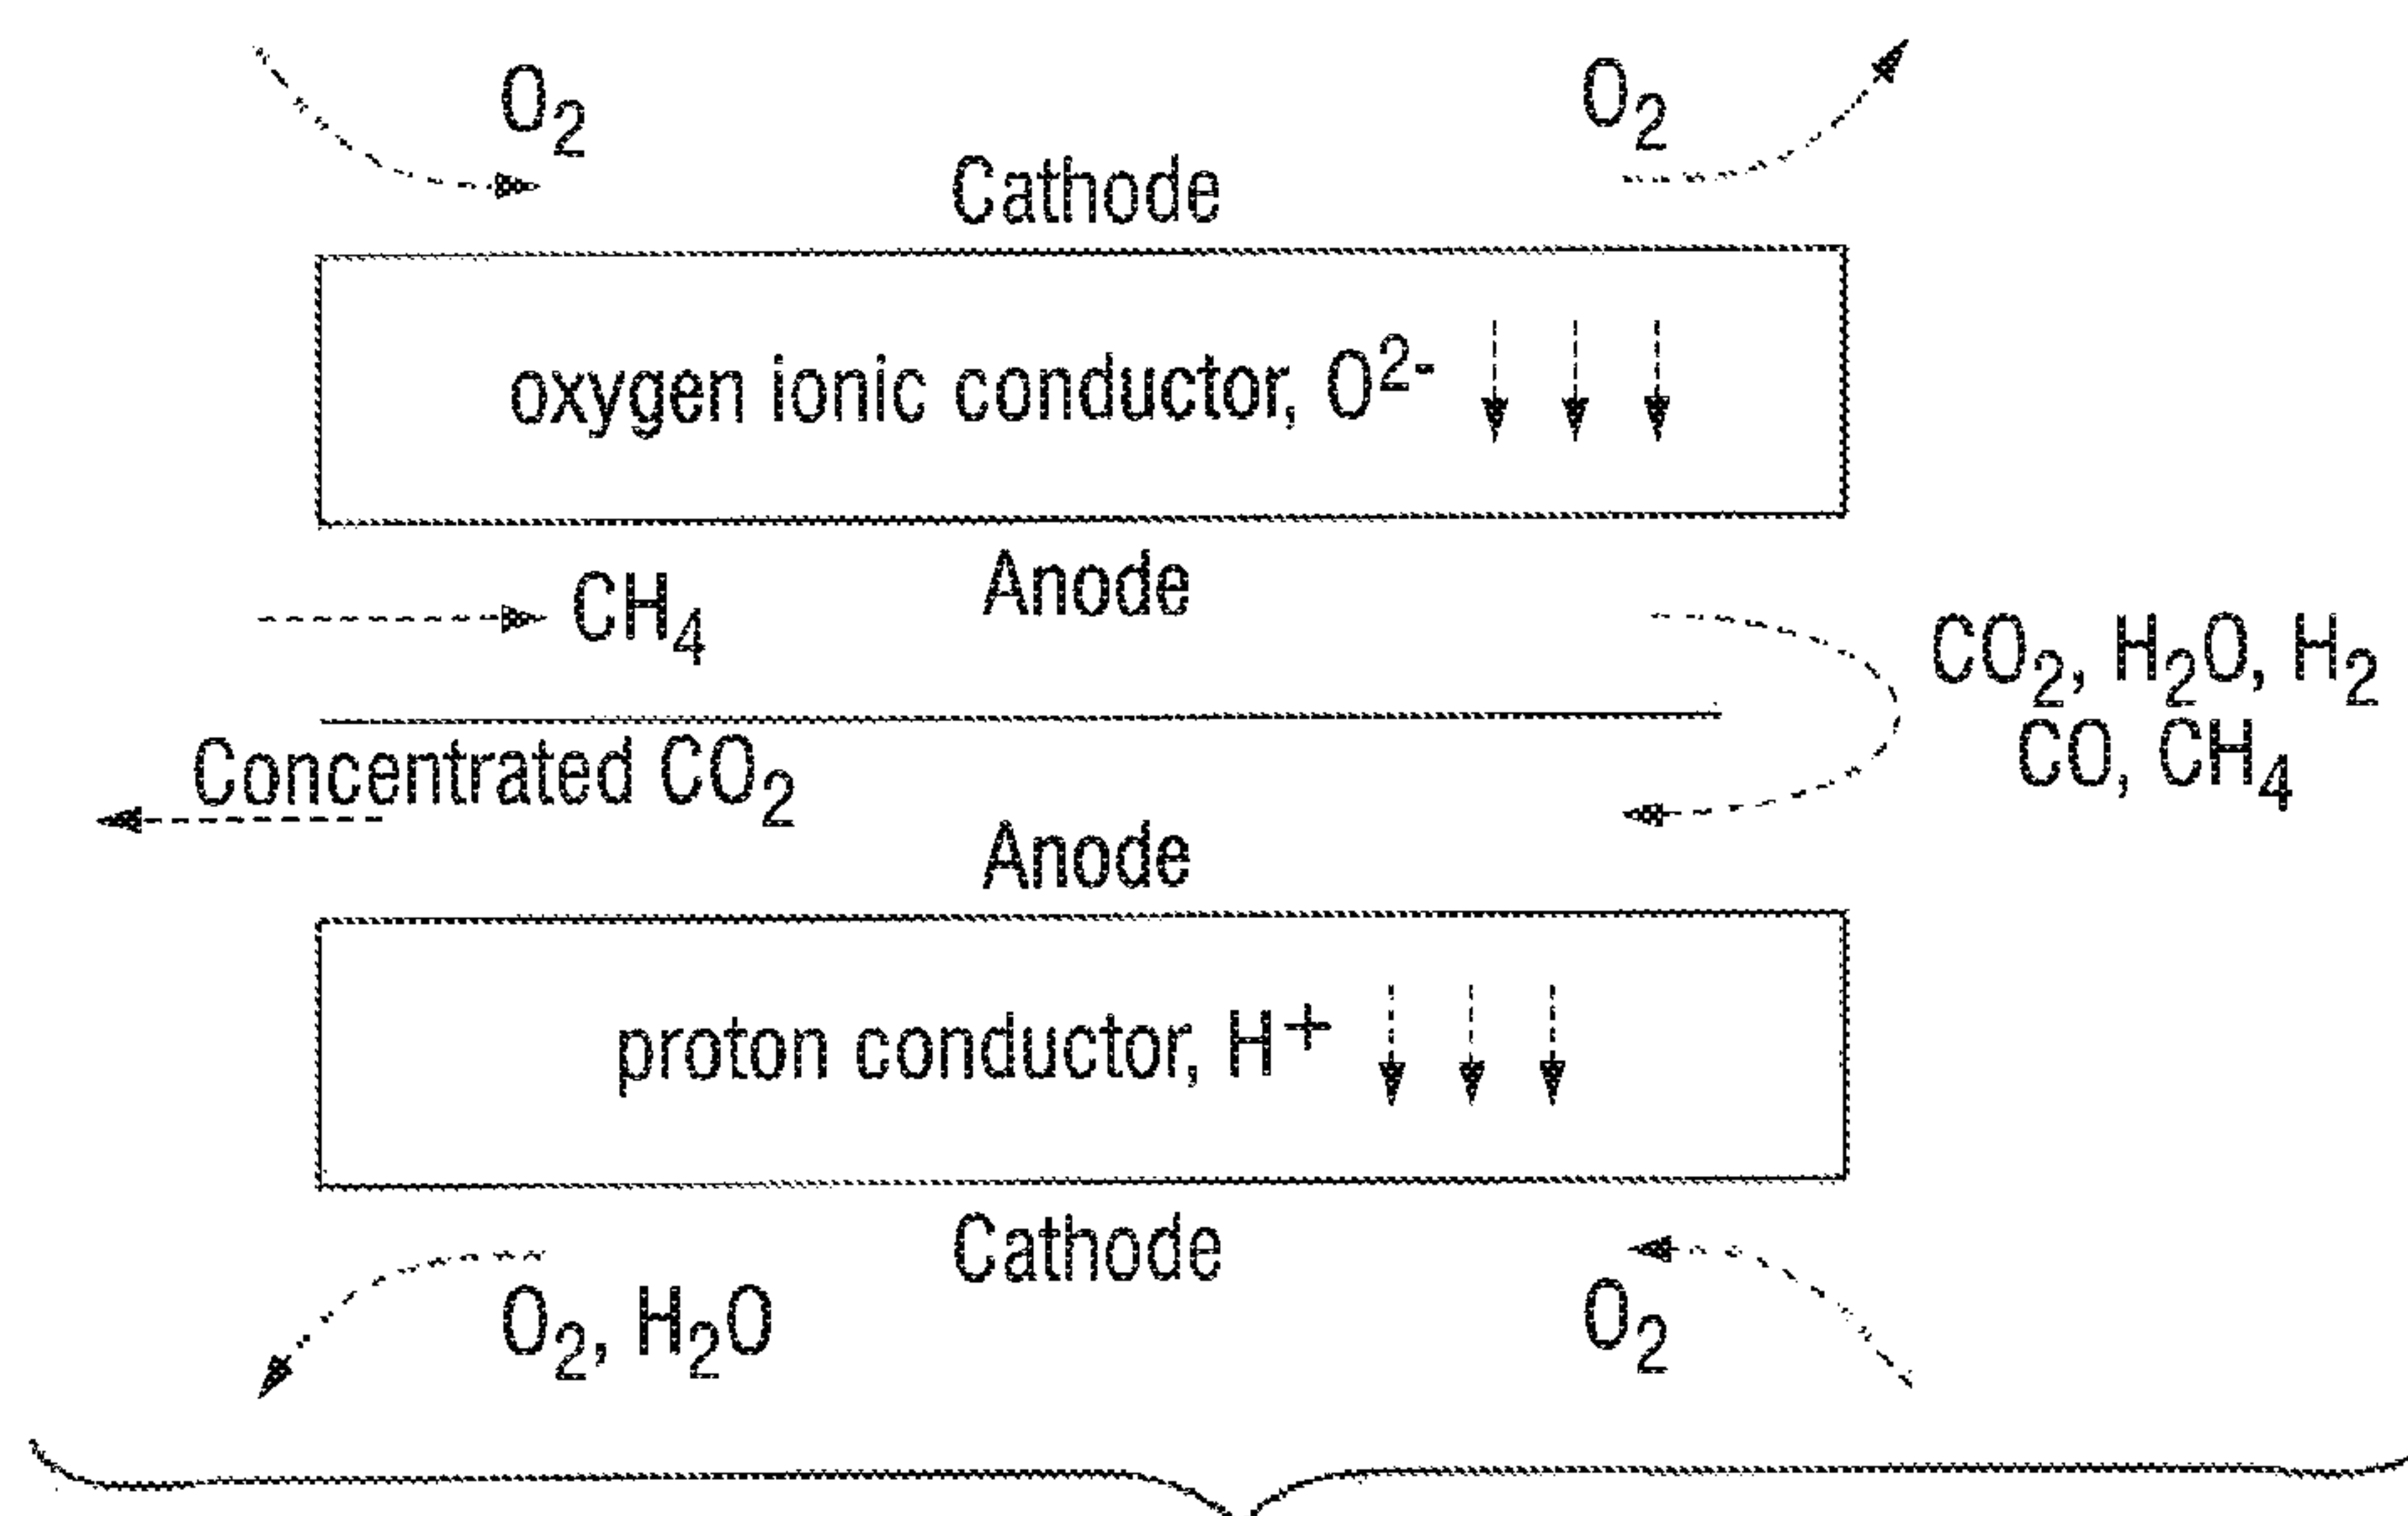 O₂
O₂
Cathode
oxygen ionic conductor, O²⁻
Anode
CH₄
CO₂, H₂O, H₂
CO, CH₄
Concentrated CO₂
Anode
proton conductor, H⁺
Cathode
O₂, H₂O
O₂